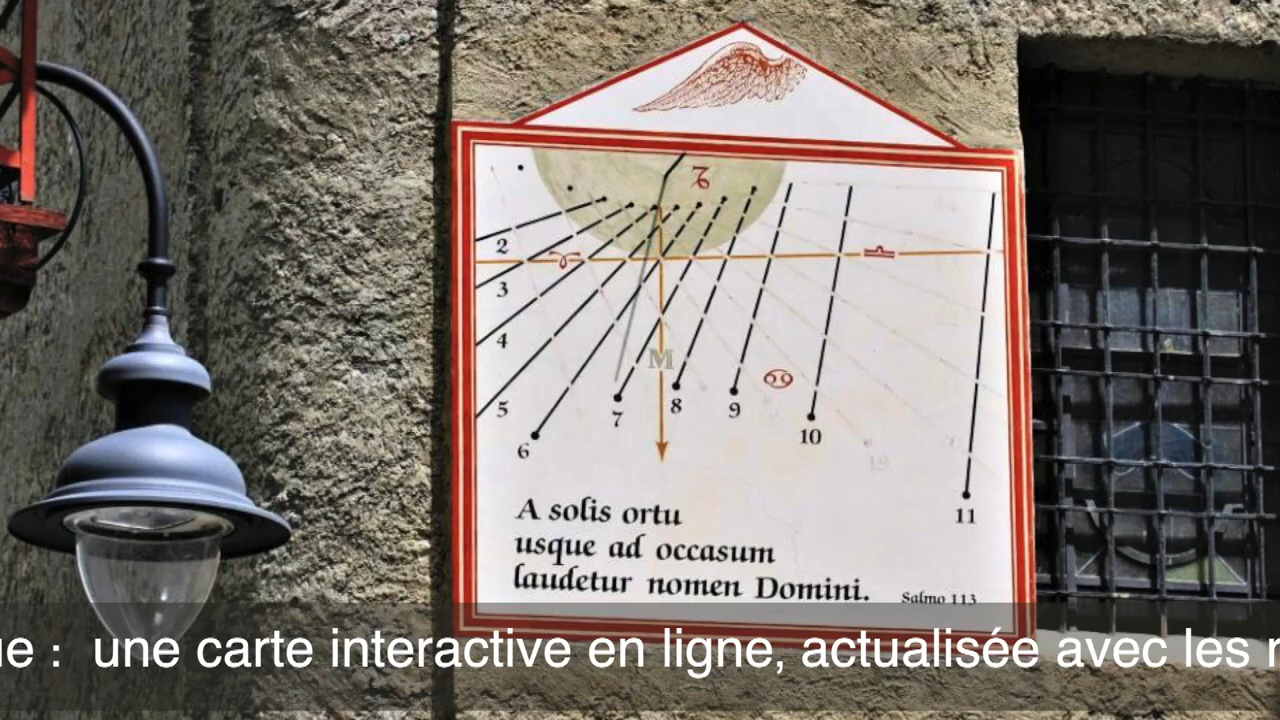 ♑
2
♈ ♎
3
4
M
♋
5
6
7
8
9
10
11
A solis ortu
usque ad occasum
laudetur nomen Domini.
Salmo 113
: une carte interactive en ligne, actualisée avec les